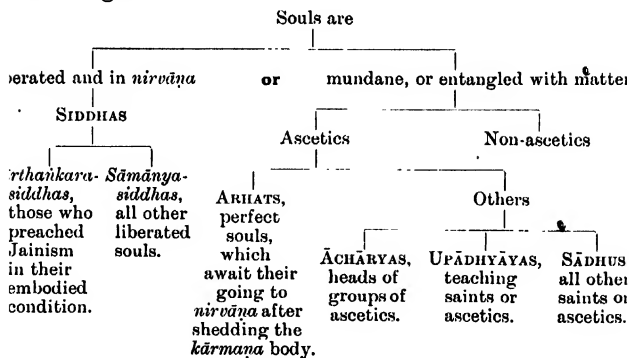 Souls are
perated and in nirvāṇa or mundane, or entangled with matter
SIDDHAS
Ascetics Non-ascetics
rthaṅkara-siddhas, those who preached Jainism in their embodied condition.
Sāmānya-siddhas, all other liberated souls.
ARHATS, perfect souls, which await their going to nirvāṇa after shedding the kārmaṇa body.
Others
ĀCHĀRYAS, heads of groups of ascetics.
UPĀDHYĀYAS, teaching saints or ascetics.
SĀDHUS all other saints or ascetics.